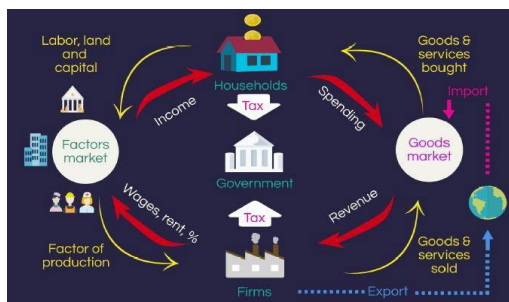 Labor, land
and
capital
Households
Goods &
services
bought
Import
Income
Tax
Spending
Factors
market
Goods
market
Government
Wages, rent, %
Tax
Revenue
Factor of
production
Firms
Goods &
services
sold
Export